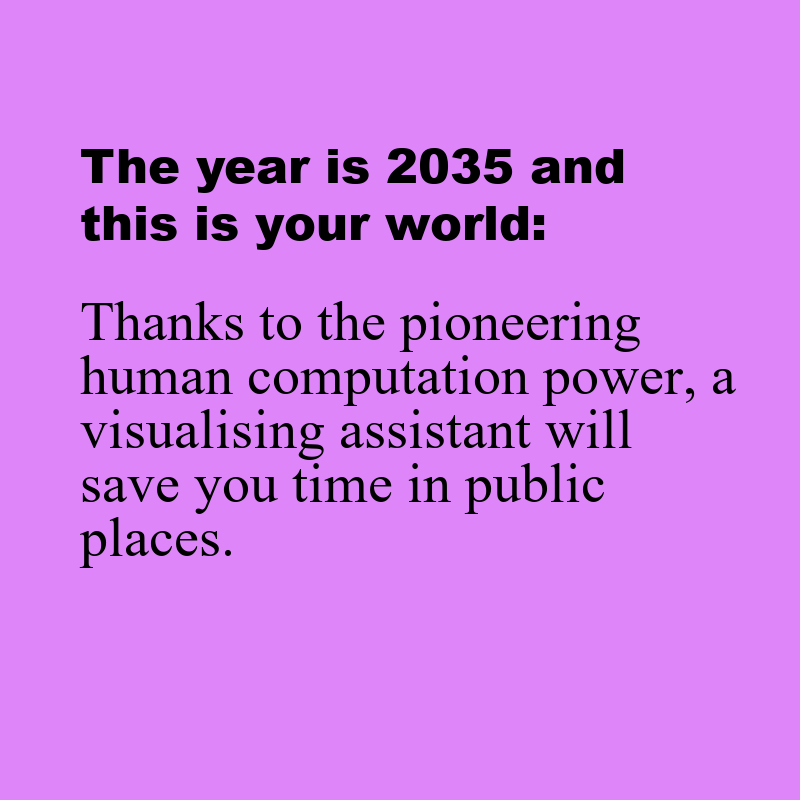 The year is 2035 and
this is your world:
Thanks to the pioneering
human computation power, a
visualising assistant will
save you time in public
places.